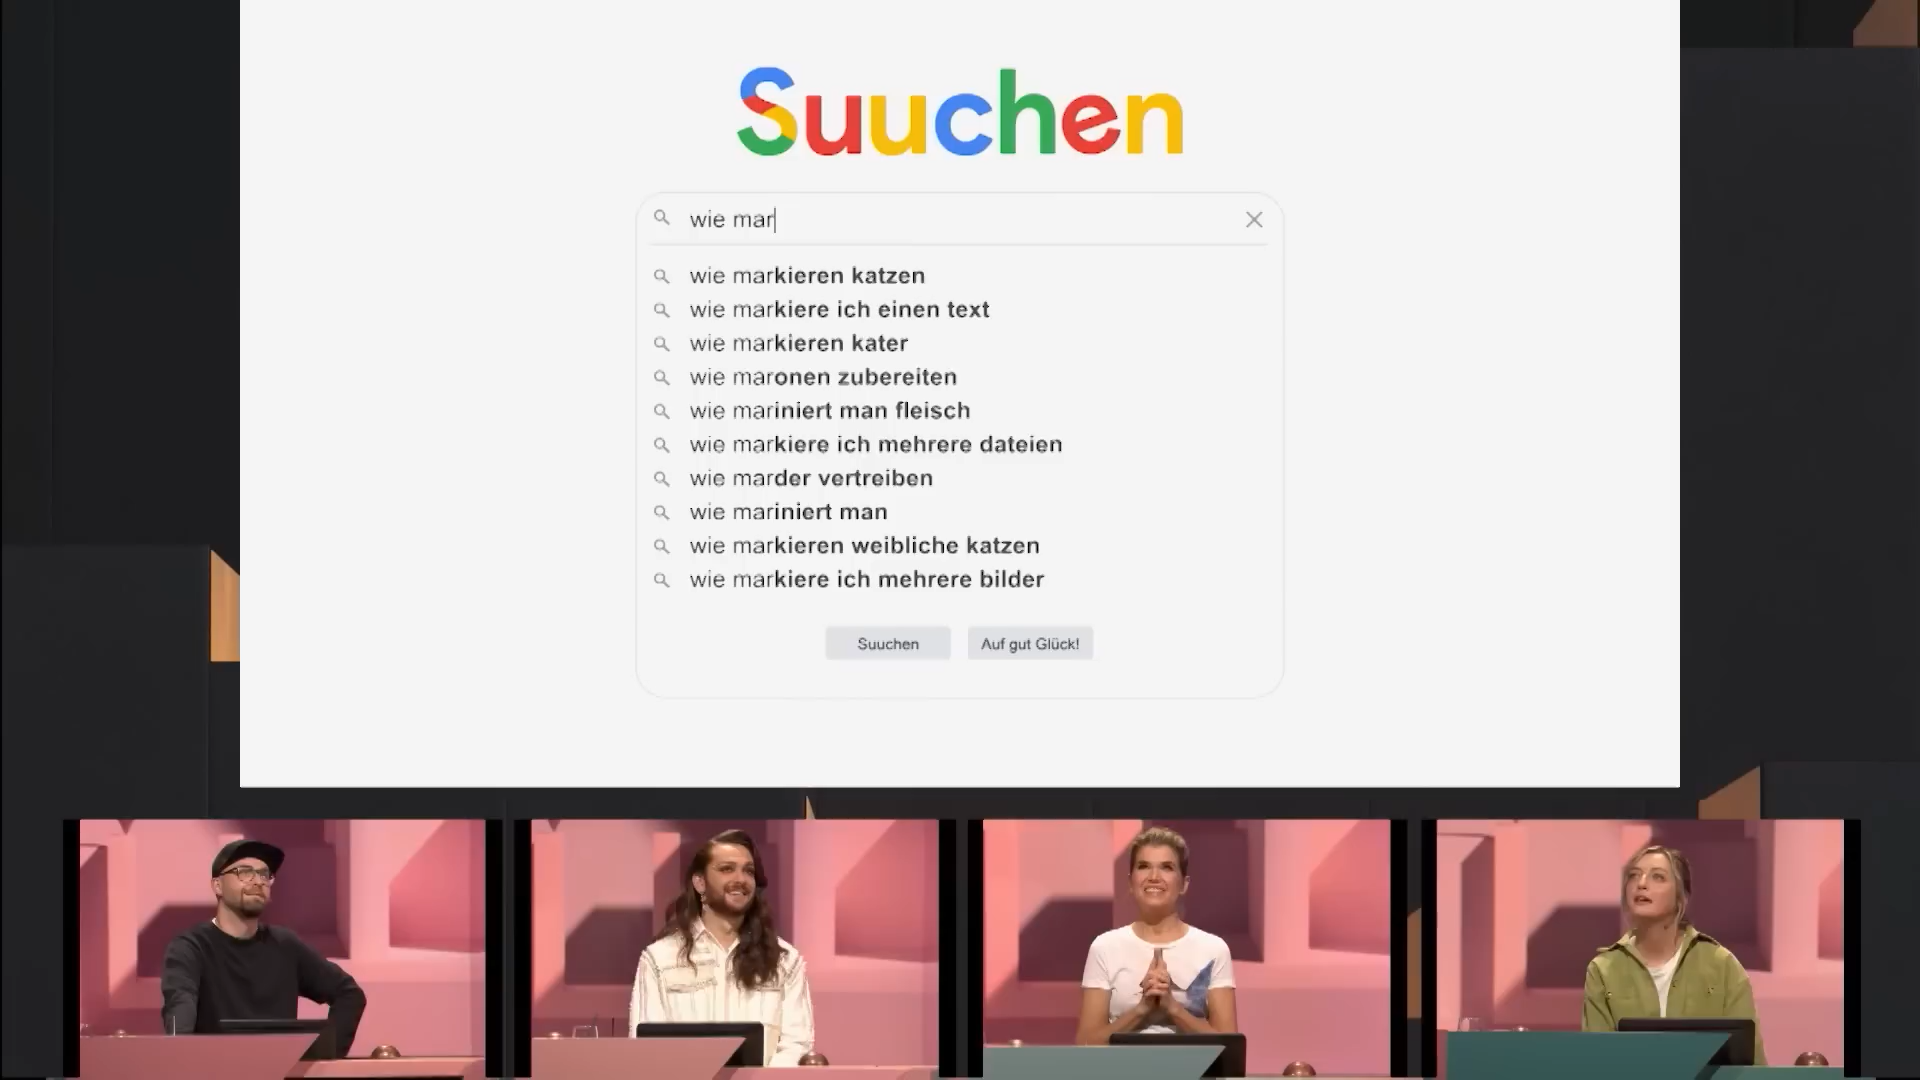 Suuchen
wie mar
wie markieren katzen
wie markiere ich einen text
wie markieren kater
wie maronen zubereiten
wie mariniert man fleisch
wie markiere ich mehrere dateien
wie marder vertreiben
wie mariniert man
wie markieren weibliche katzen
wie markiere ich mehrere bilder
Suuchen
Auf gut Glück!